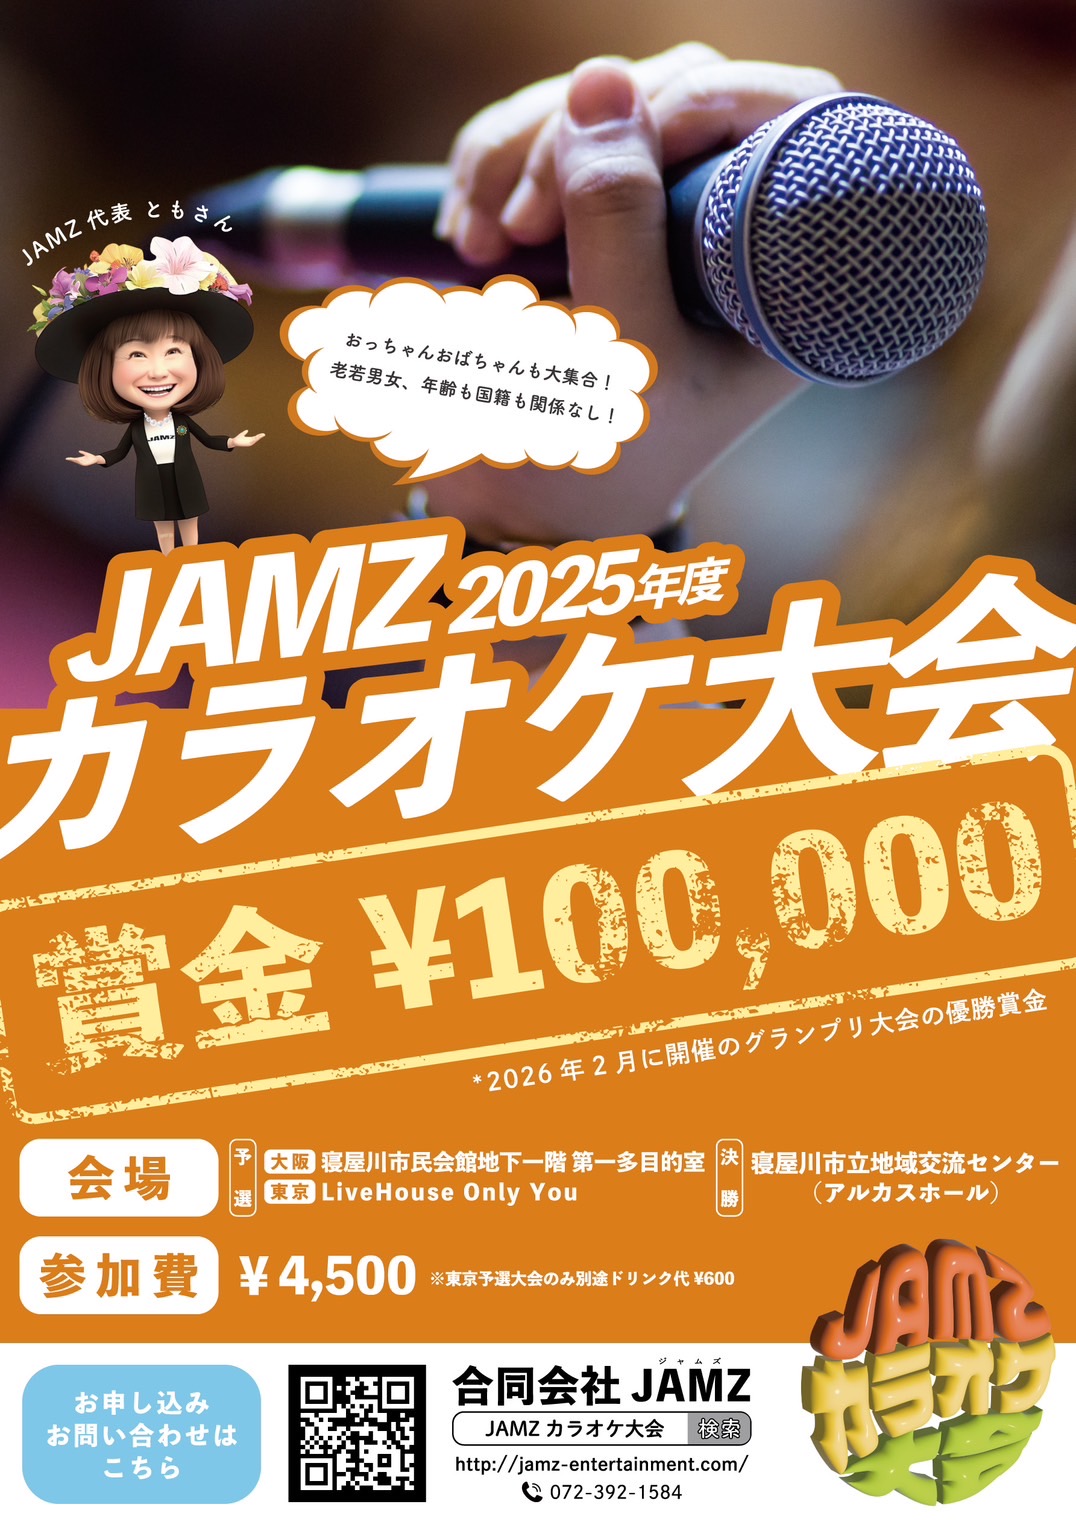 JAMZ 代表 ともさん
おっちゃんおばちゃんも大集合！
老若男女、年齢も国籍も関係なし！
JAMZ
JAMZ 2025年度
カラオケ大会
賞金 ¥100,000
*2026年2月に開催のグランプリ大会の優勝賞金
会場
予選
大阪 寝屋川市民会館地下一階 第一多目的室
東京 LiveHouse Only You
決勝
寝屋川市立地域交流センター
（アルカスホール）
参加費
¥4,500 ※東京予選大会のみ別途ドリンク代 ¥600
お申し込み
お問い合わせは
こちら
ジャムズ
合同会社 JAMZ
JAMZ カラオケ大会 検索
http://jamz-entertainment.com/
072-392-1584
JAMZ
カラオケ
大会